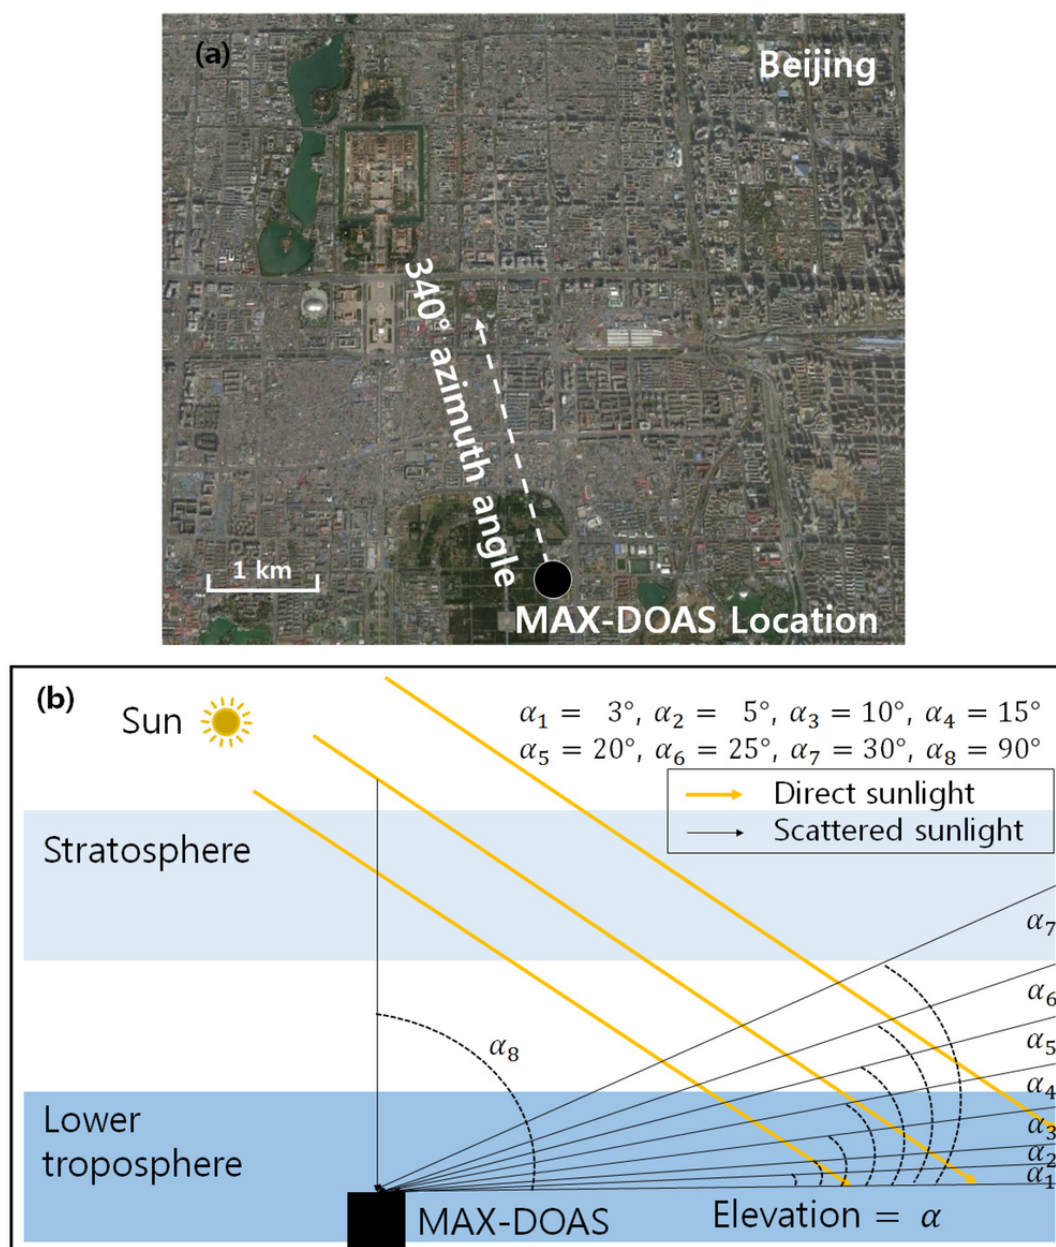 (a)
Beijing
340° azimuth angle
1 km
MAX-DOAS Location
(b)
Sun
α₁ = 3°, α₂ = 5°, α₃ = 10°, α₄ = 15°
α₅ = 20°, α₆ = 25°, α₇ = 30°, α₈ = 90°
Direct sunlight
Scattered sunlight
Stratosphere
α₇
α₆
α₅
α₈
α₄
Lower
troposphere
α₃
α₂
α₁
MAX-DOAS
Elevation = α